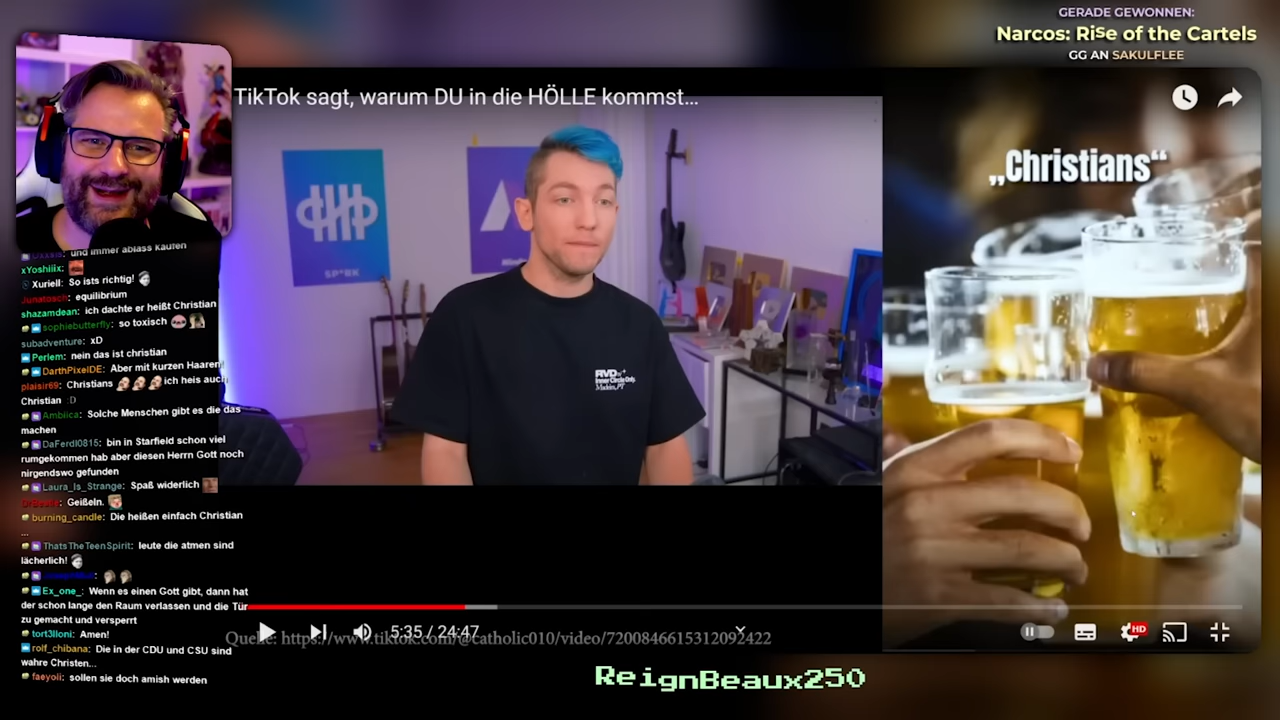 GERADE GEWONNEN:
Narcos: Rise of the Cartels
GG AN SAKULFLEE
TikTok sagt, warum DU in die HÖLLE kommst...
„Christians“
SP^RK
Inner Circle Only.
und immer ablass kaufen
xYoshiiix:
Xuriell: So ists richtig!
equilibrium
shazamdean: ich dachte er heißt Christian
sophiebutterfly: so toxisch
subadventure: xD
Perlem: nein das ist christian
DarthPixelDE: Aber mit kurzen Haaren
plaisir69: Christians ich heis auch
Christian :D
Ambiica: Solche Menschen gibt es die das
machen
DaFerdl0815: bin in Starfield schon viel
rumgekommen hab aber diesen Herrn Gott noch
nirgendswo gefunden
Laura_Is_Strange: Spaß widerlich
Geißeln.
burning_candle: Die heißen einfach Christian
...
ThatsTheTeenSpirit: leute die atmen sind
lächerlich!
Ex_one_: Wenn es einen Gott gibt, dann hat
der schon lange den Raum verlassen und die Tür
zu gemacht und versperrt
tort3lloni: Amen!
rolf_chibana: Die in der CDU und CSU sind
wahre Christen...
faeyoli: sollen sie doch amish werden
5:35 / 24:47
HD
Quelle: https://www.tiktok.com/@catholic010/video/7200846615312092422
ReignBeaux250